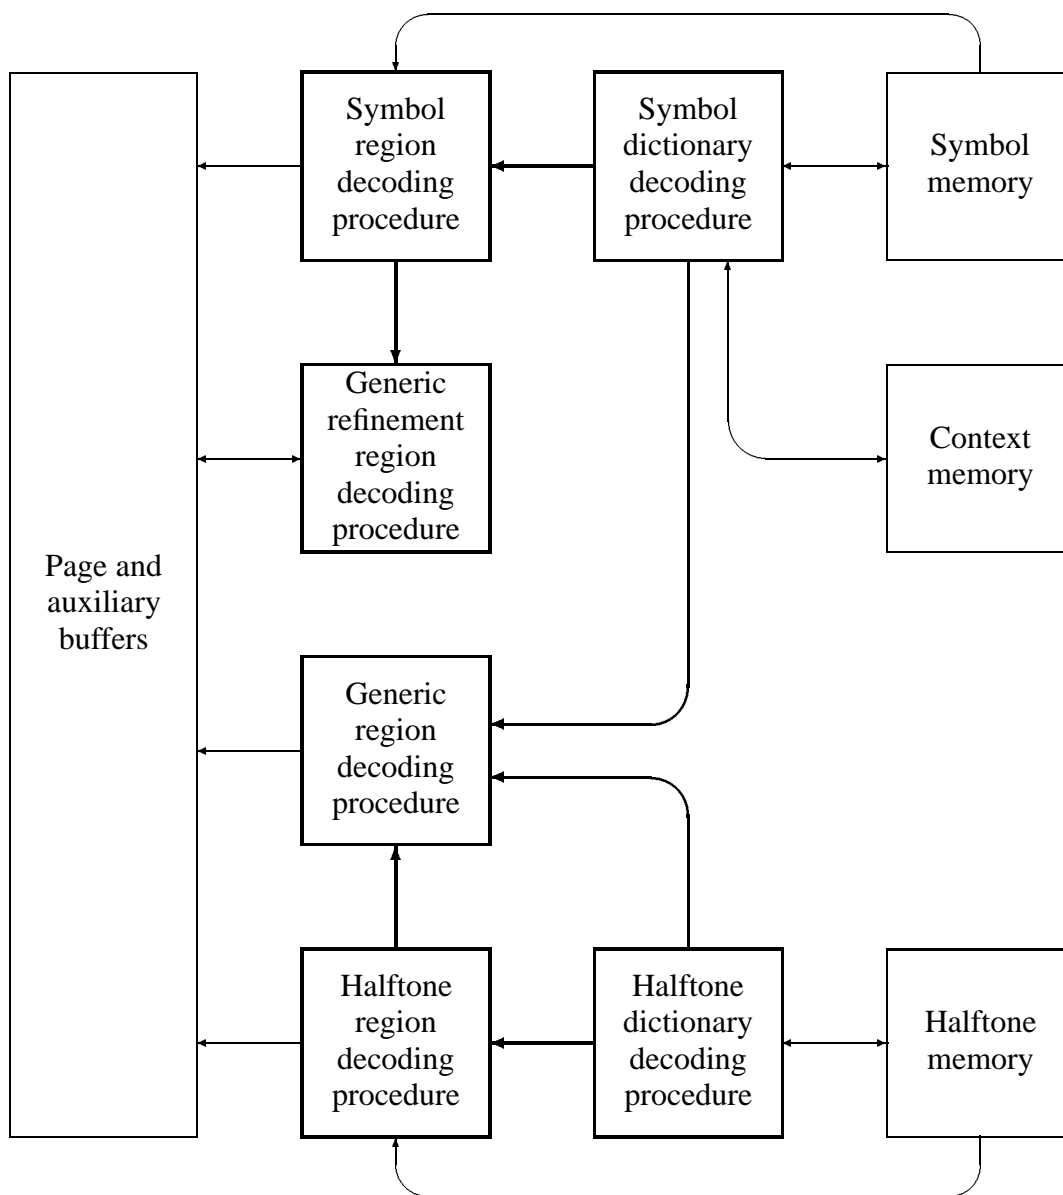 Symbol
region
decoding
procedure
Symbol
dictionary
decoding
procedure
Symbol
memory
Generic
refinement
region
decoding
procedure
Context
memory
Page and
auxiliary
buffers
Generic
region
decoding
procedure
Halftone
region
decoding
procedure
Halftone
dictionary
decoding
procedure
Halftone
memory